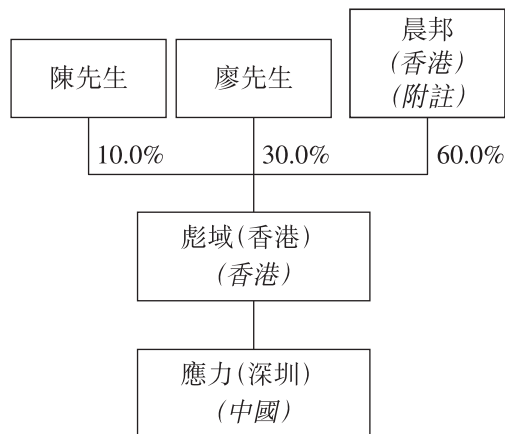 陳先生
廖先生
晨邦
(香港)
(附註)
10.0%
30.0%
60.0%
彪域(香港)
(香港)
應力(深圳)
(中國)